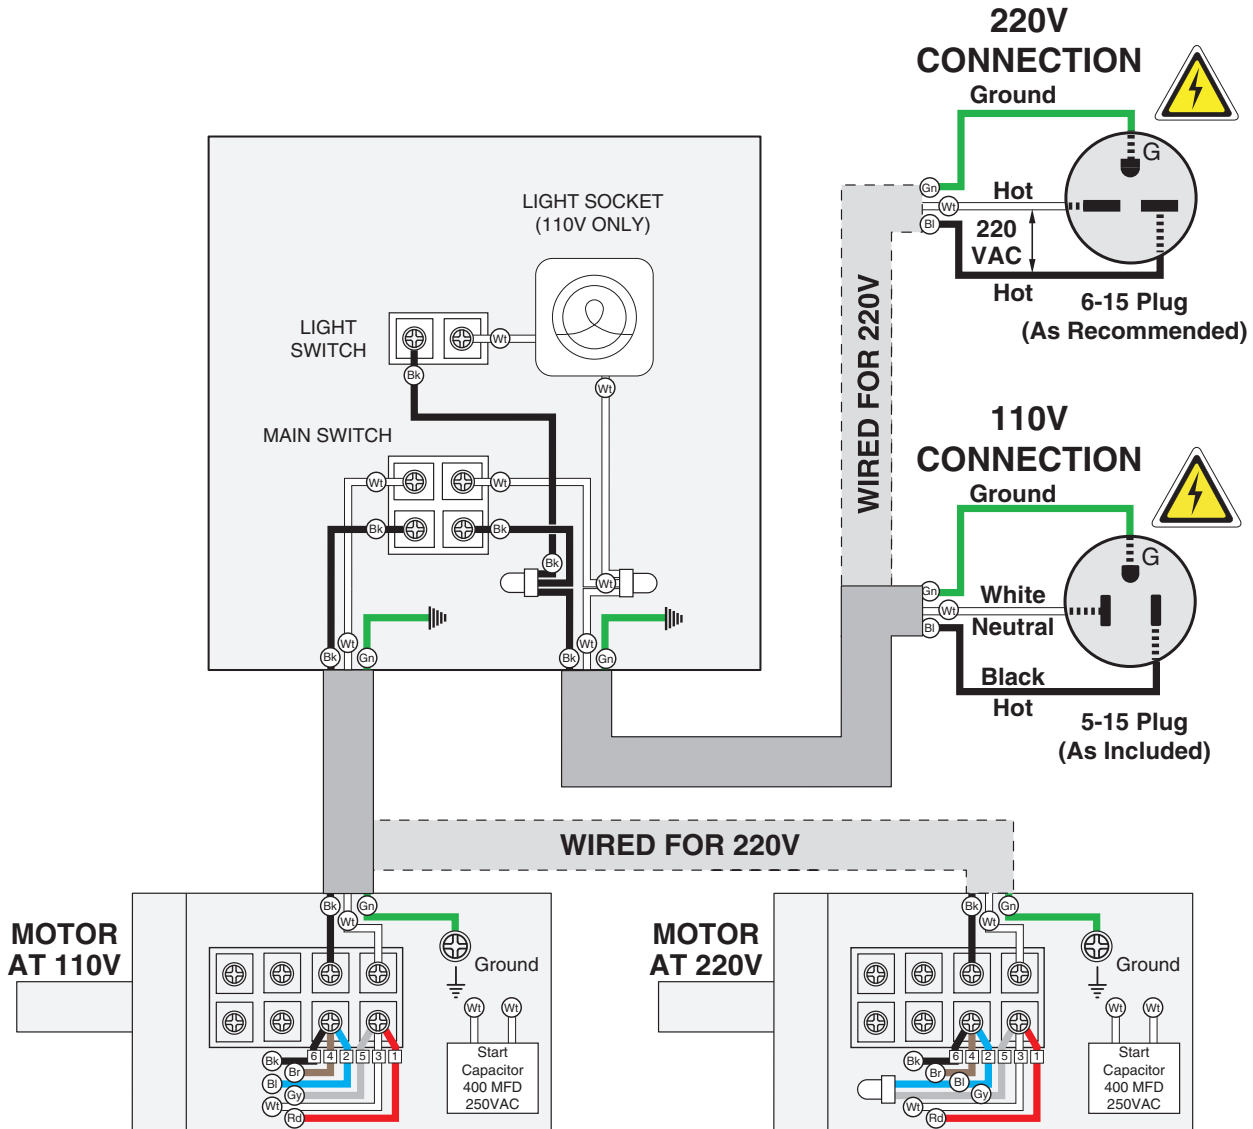 220V
CONNECTION
Ground
G
Gn
Hot
Wt
Bl
220
VAC
Hot
6-15 Plug
(As Recommended)
WIRED FOR 220V
LIGHT SOCKET
(110V ONLY)
LIGHT
SWITCH
Wt
Bk
Wt
MAIN SWITCH
Wt
Wt
Bk
Bk
Bk
Wt
Bk
Wt
Gn
Bk
Wt
Gn
110V
CONNECTION
Ground
G
Gn
White
Wt
Neutral
Bl
Black
Hot
5-15 Plug
(As Included)
WIRED FOR 220V
MOTOR
AT 110V
Bk
Gn
Wt
Ground
Wt
Wt
6 4 2 5 3 1
Bk
Br
Bl
Gy
Wt
Rd
Start
Capacitor
400 MFD
250VAC
MOTOR
AT 220V
Bk
Gn
Wt
Ground
Wt
Wt
6 4 2 5 3 1
Bk
Br
Bl
Gy
Wt
Rd
Start
Capacitor
400 MFD
250VAC